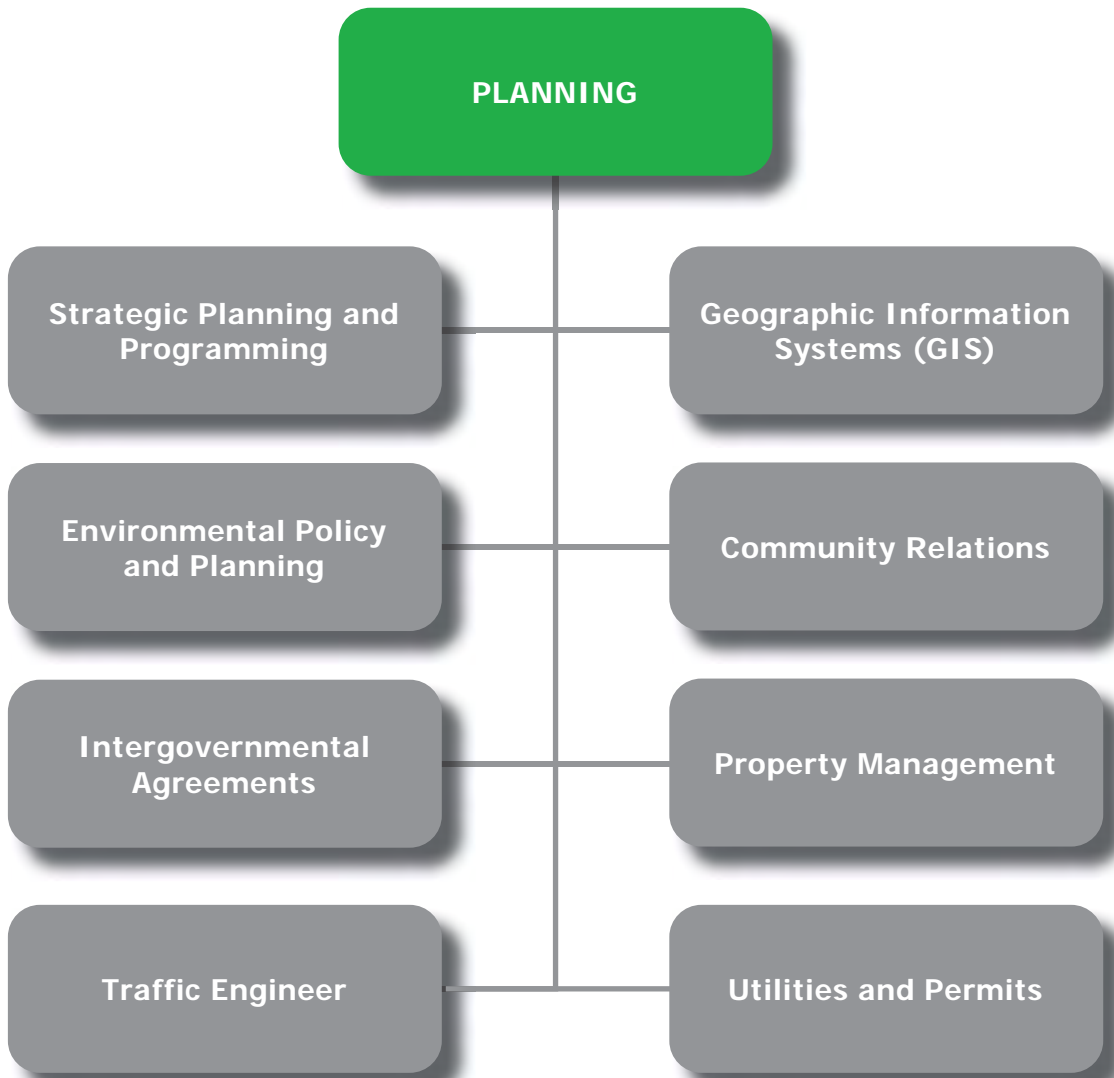 PLANNING
Strategic Planning and
Programming
Geographic Information
Systems (GIS)
Environmental Policy
and Planning
Community Relations
Intergovernmental
Agreements
Property Management
Traffic Engineer
Utilities and Permits